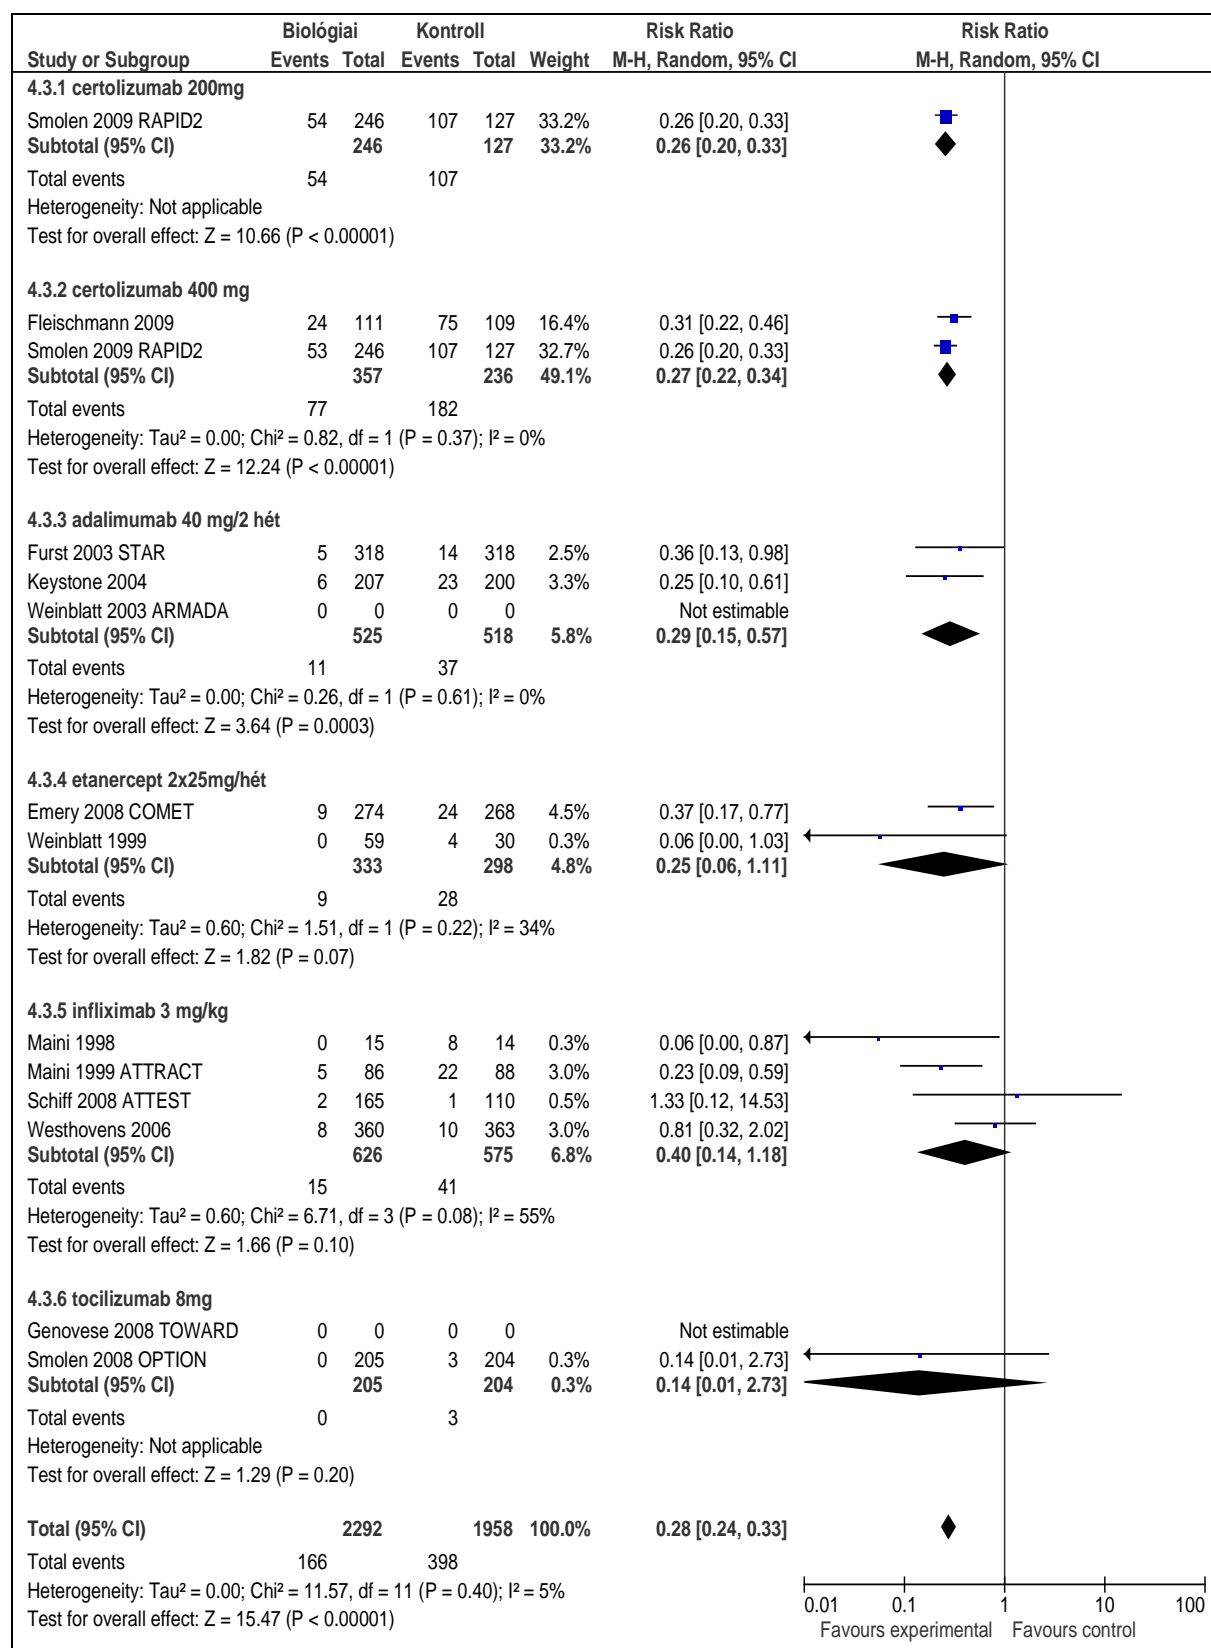 Biológiai Kontroll Risk Ratio Risk Ratio
Study or Subgroup Events Total Events Total Weight M-H, Random, 95% CI M-H, Random, 95% CI
4.3.1 certolizumab 200mg
Smolen 2009 RAPID2 54 246 107 127 33.2% 0.26 [0.20, 0.33]
Subtotal (95% CI) 246 127 33.2% 0.26 [0.20, 0.33]
Total events 54 107
Heterogeneity: Not applicable
Test for overall effect: Z = 10.66 (P < 0.00001)
4.3.2 certolizumab 400 mg
Fleischmann 2009 24 111 75 109 16.4% 0.31 [0.22, 0.46]
Smolen 2009 RAPID2 53 246 107 127 32.7% 0.26 [0.20, 0.33]
Subtotal (95% CI) 357 236 49.1% 0.27 [0.22, 0.34]
Total events 77 182
Heterogeneity: Tau² = 0.00; Chi² = 0.82, df = 1 (P = 0.37); I² = 0%
Test for overall effect: Z = 12.24 (P < 0.00001)
4.3.3 adalimumab 40 mg/2 hét
Furst 2003 STAR 5 318 14 318 2.5% 0.36 [0.13, 0.98]
Keystone 2004 6 207 23 200 3.3% 0.25 [0.10, 0.61]
Weinblatt 2003 ARMADA 0 0 0 0 Not estimable
Subtotal (95% CI) 525 518 5.8% 0.29 [0.15, 0.57]
Total events 11 37
Heterogeneity: Tau² = 0.00; Chi² = 0.26, df = 1 (P = 0.61); I² = 0%
Test for overall effect: Z = 3.64 (P = 0.0003)
4.3.4 etanercept 2x25mg/hét
Emery 2008 COMET 9 274 24 268 4.5% 0.37 [0.17, 0.77]
Weinblatt 1999 0 59 4 30 0.3% 0.06 [0.00, 1.03]
Subtotal (95% CI) 333 298 4.8% 0.25 [0.06, 1.11]
Total events 9 28
Heterogeneity: Tau² = 0.60; Chi² = 1.51, df = 1 (P = 0.22); I² = 34%
Test for overall effect: Z = 1.82 (P = 0.07)
4.3.5 infliximab 3 mg/kg
Maini 1998 0 15 8 14 0.3% 0.06 [0.00, 0.87]
Maini 1999 ATTRACT 5 86 22 88 3.0% 0.23 [0.09, 0.59]
Schiff 2008 ATTEST 2 165 1 110 0.5% 1.33 [0.12, 14.53]
Westhovens 2006 8 360 10 363 3.0% 0.81 [0.32, 2.02]
Subtotal (95% CI) 626 575 6.8% 0.40 [0.14, 1.18]
Total events 15 41
Heterogeneity: Tau² = 0.60; Chi² = 6.71, df = 3 (P = 0.08); I² = 55%
Test for overall effect: Z = 1.66 (P = 0.10)
4.3.6 tocilizumab 8mg
Genovese 2008 TOWARD 0 0 0 0 Not estimable
Smolen 2008 OPTION 0 205 3 204 0.3% 0.14 [0.01, 2.73]
Subtotal (95% CI) 205 204 0.3% 0.14 [0.01, 2.73]
Total events 0 3
Heterogeneity: Not applicable
Test for overall effect: Z = 1.29 (P = 0.20)
Total (95% CI) 2292 1958 100.0% 0.28 [0.24, 0.33]
Total events 166 398
Heterogeneity: Tau² = 0.00; Chi² = 11.57, df = 11 (P = 0.40); I² = 5%
Test for overall effect: Z = 15.47 (P < 0.00001)
0.01 0.1 1 10 100
Favours experimental Favours control